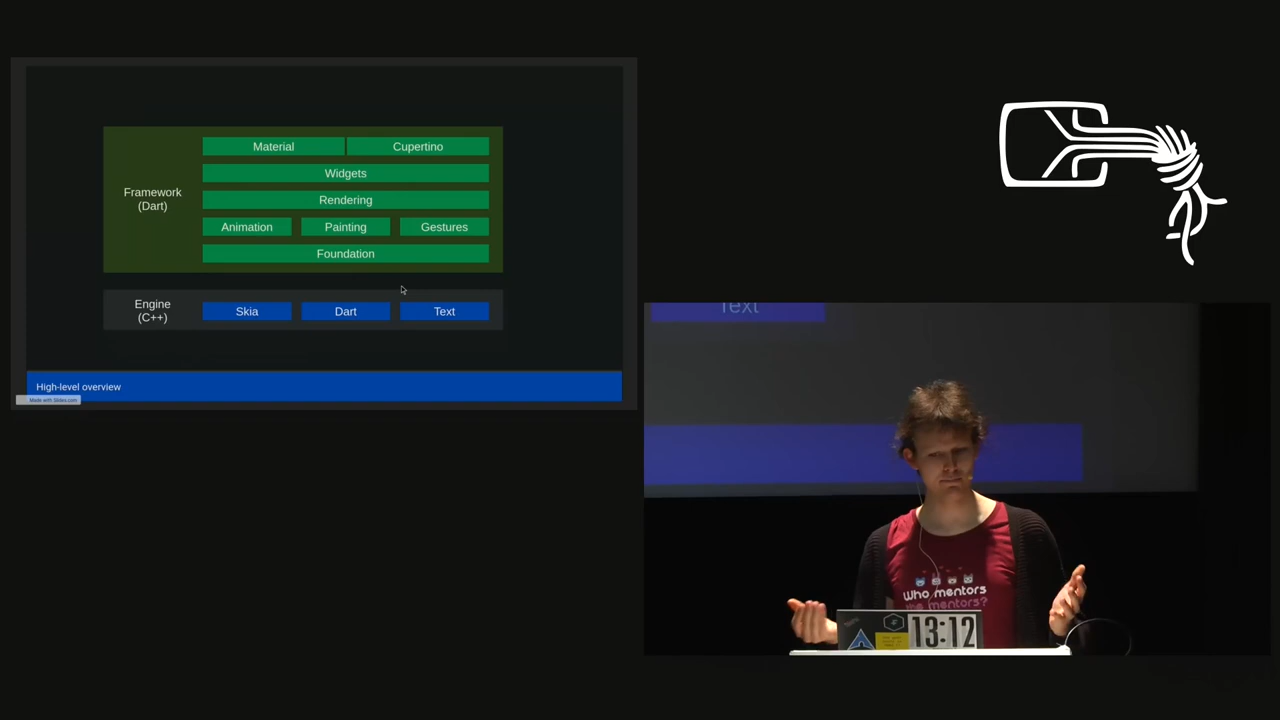 Material
Cupertino
Widgets
Framework
(Dart)
Rendering
Animation
Painting
Gestures
Foundation
Engine
(C++)
Skia
Dart
Text
High-level overview
Made with Slides.com
Text
Who mentors
the mentors?
13:12